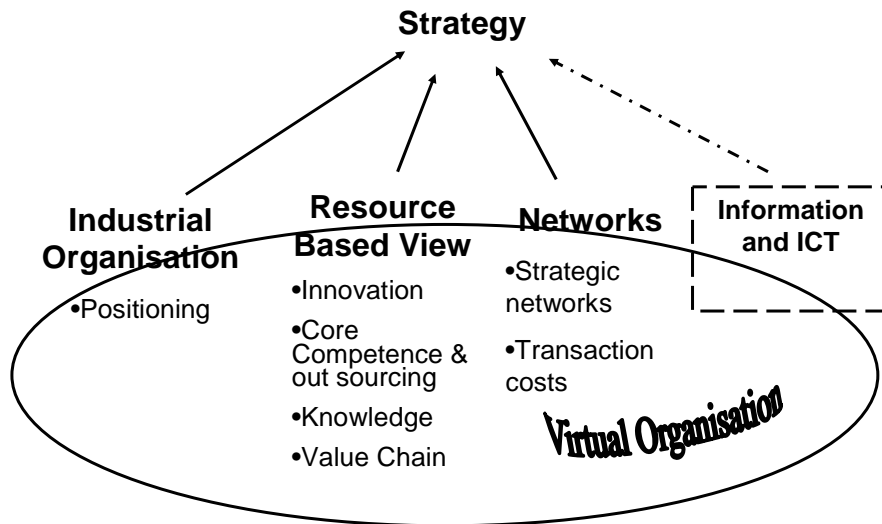 Strategy
Industrial
Organisation
•Positioning
Resource
Based View
•Innovation
•Core
Competence &
out sourcing
•Knowledge
•Value Chain
Networks
•Strategic
networks
•Transaction
costs
Information
and ICT
Virtual Organisation